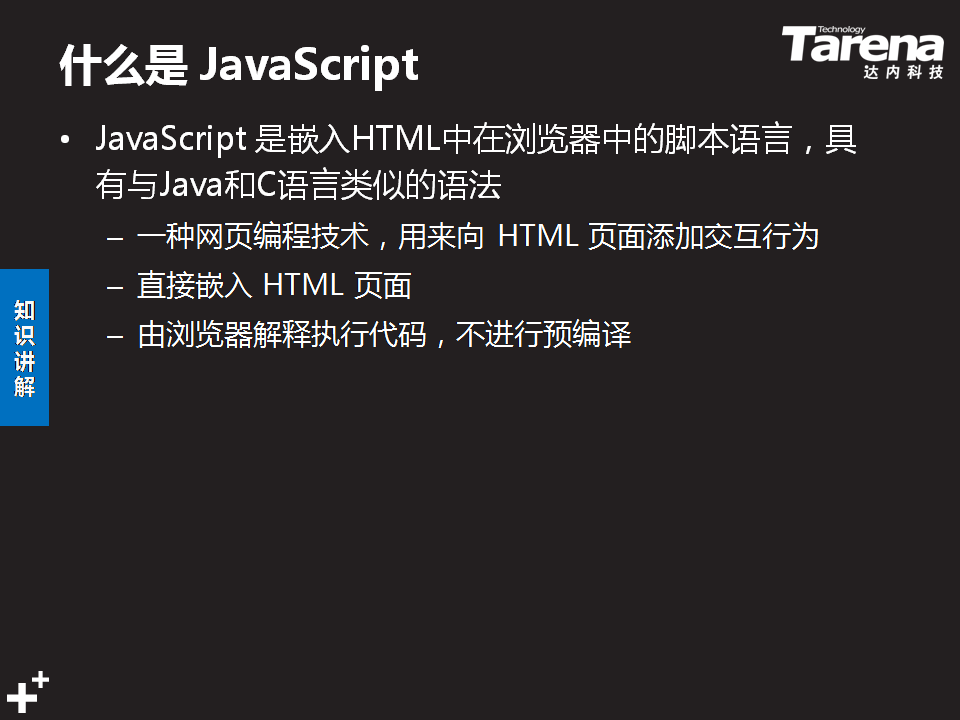 什么是 JavaScript
Technology
Tarena
达内科技
• JavaScript 是嵌入HTML中在浏览器中的脚本语言，具
有与Java和C语言类似的语法
– 一种网页编程技术，用来向 HTML 页面添加交互行为
– 直接嵌入 HTML 页面
– 由浏览器解释执行代码，不进行预编译
知识讲解